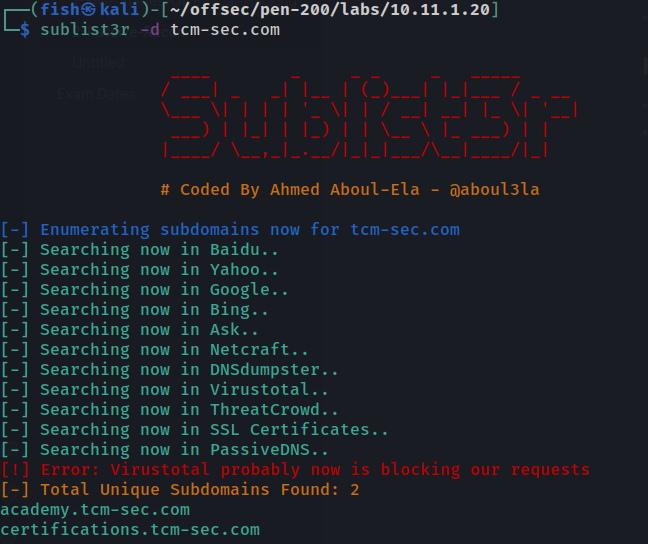 ┌──(fish㉿kali)-[~/offsec/pen-200/labs/10.11.1.20]
└─$ sublist3r -d tcm-sec.com
Untitled
Exam Dates
Sublist3r
# Coded By Ahmed Aboul-Ela - @aboul3la
[-] Enumerating subdomains now for tcm-sec.com
[-] Searching now in Baidu..
[-] Searching now in Yahoo..
[-] Searching now in Google..
[-] Searching now in Bing..
[-] Searching now in Ask..
[-] Searching now in Netcraft..
[-] Searching now in DNSdumpster..
[-] Searching now in Virustotal..
[-] Searching now in ThreatCrowd..
[-] Searching now in SSL Certificates..
[-] Searching now in PassiveDNS..
[!] Error: Virustotal probably now is blocking our requests
[-] Total Unique Subdomains Found: 2
academy.tcm-sec.com
certifications.tcm-sec.com